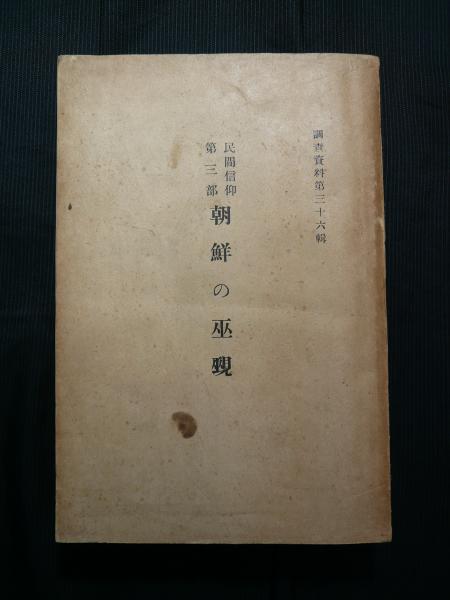 調査資料第三十六輯
民間信仰
第三部
朝鮮の巫覡